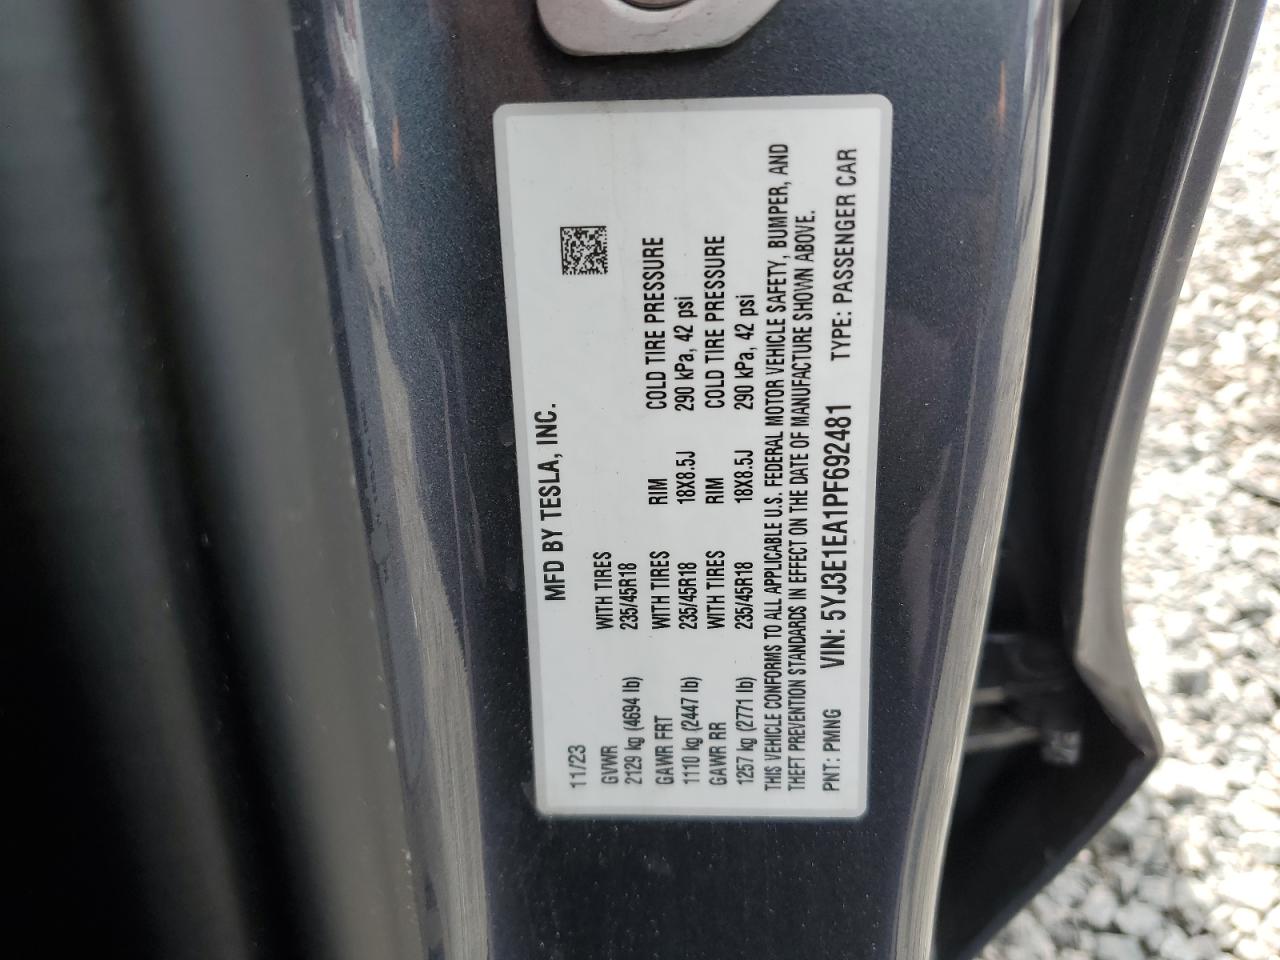 MFD BY TESLA, INC.
11/23
GVWR WITH TIRES
2129 kg (4694 lb) 235/45R18
GAWR FRT WITH TIRES RIM COLD TIRE PRESSURE
1110 kg (2447 lb) 235/45R18 18X8.5J 290 kPa, 42 psi
GAWR RR WITH TIRES RIM COLD TIRE PRESSURE
1257 kg (2771 lb) 235/45R18 18X8.5J 290 kPa, 42 psi
THIS VEHICLE CONFORMS TO ALL APPLICABLE U.S. FEDERAL MOTOR VEHICLE SAFETY, BUMPER, AND
THEFT PREVENTION STANDARDS IN EFFECT ON THE DATE OF MANUFACTURE SHOWN ABOVE.
PNT: PMNG VIN: 5YJ3E1EA1PF692481 TYPE: PASSENGER CAR